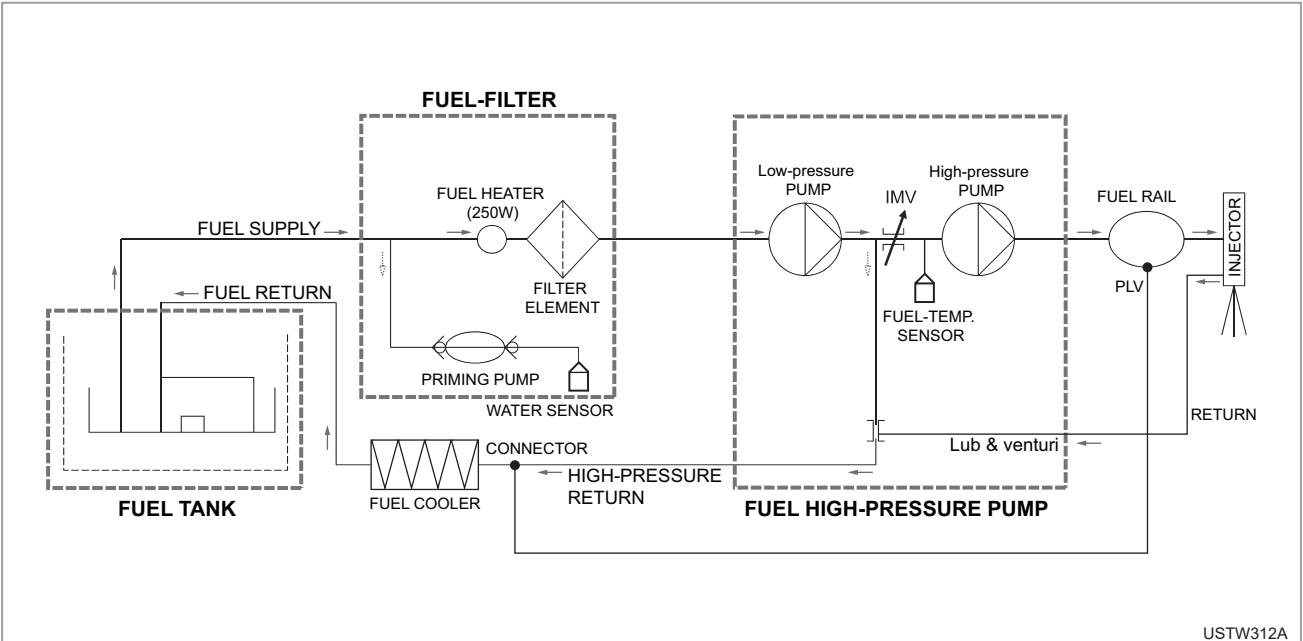 FUEL-FILTER
Low-pressure
PUMP
High-pressure
PUMP
IMV
FUEL RAIL
FUEL HEATER
(250W)
FUEL SUPPLY
INJECTOR
FUEL RETURN
FILTER
ELEMENT
PLV
FUEL-TEMP.
SENSOR
PRIMING PUMP
WATER SENSOR
RETURN
CONNECTOR
Lub & venturi
HIGH-PRESSURE
RETURN
FUEL COOLER
FUEL TANK
FUEL HIGH-PRESSURE PUMP
USTW312A